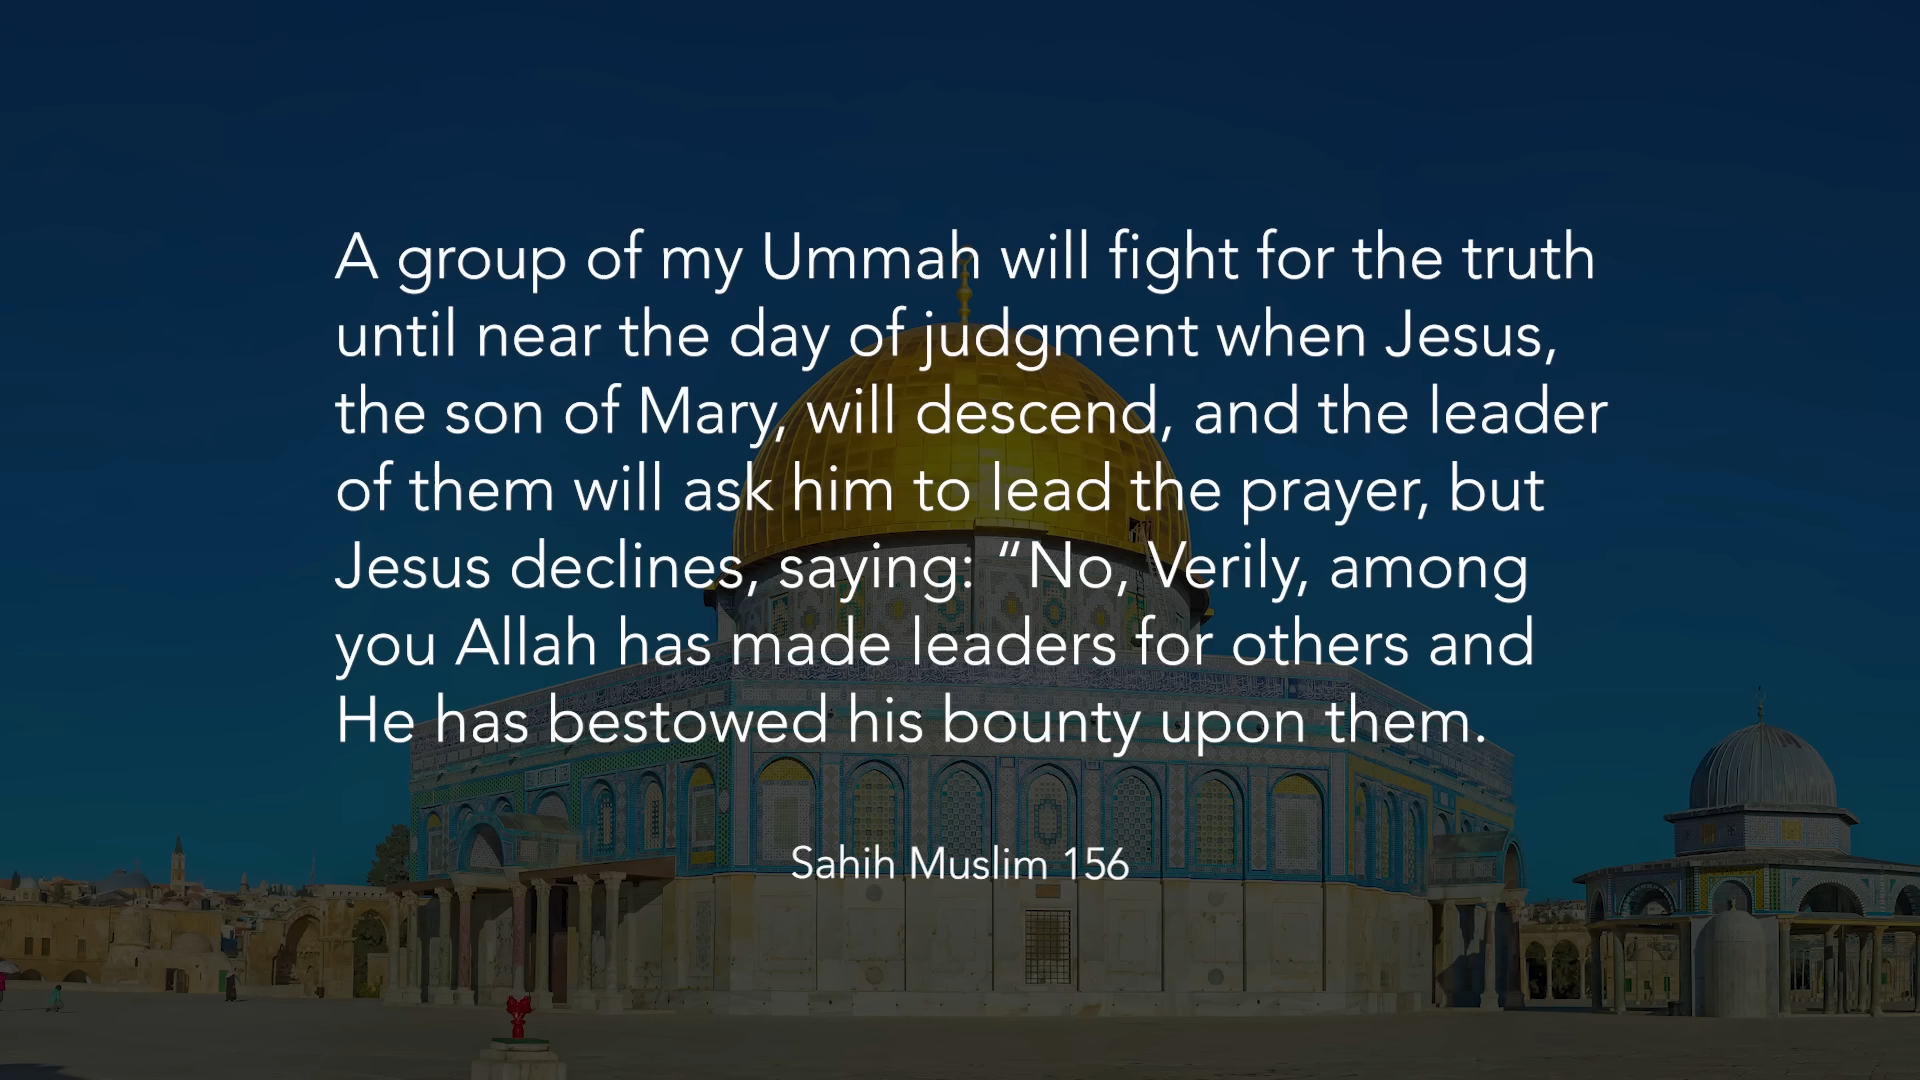 A group of my Ummah will fight for the truth
until near the day of judgment when Jesus,
the son of Mary, will descend, and the leader
of them will ask him to lead the prayer, but
Jesus declines, saying: “No, Verily, among
you Allah has made leaders for others and
He has bestowed his bounty upon them.
Sahih Muslim 156